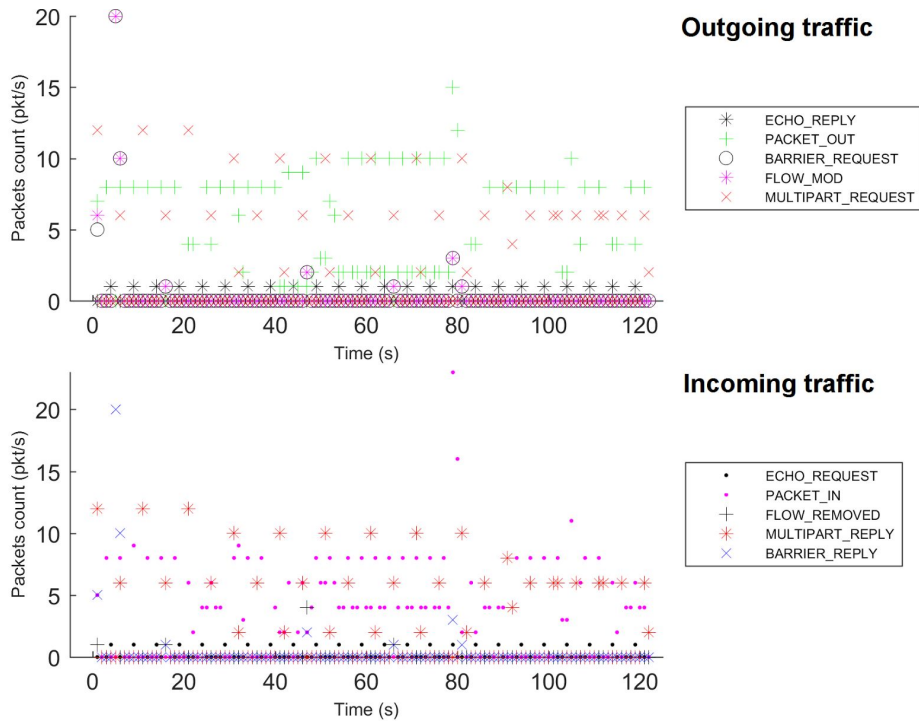 Outgoing traffic
20
15
10
5
0
Packets count (pkt/s)
0 20 40 60 80 100 120
Time (s)
ECHO_REPLY
PACKET_OUT
BARRIER_REQUEST
FLOW_MOD
MULTIPART_REQUEST
Incoming traffic
20
15
10
5
0
Packets count (pkt/s)
0 20 40 60 80 100 120
Time (s)
ECHO_REQUEST
PACKET_IN
FLOW_REMOVED
MULTIPART_REPLY
BARRIER_REPLY